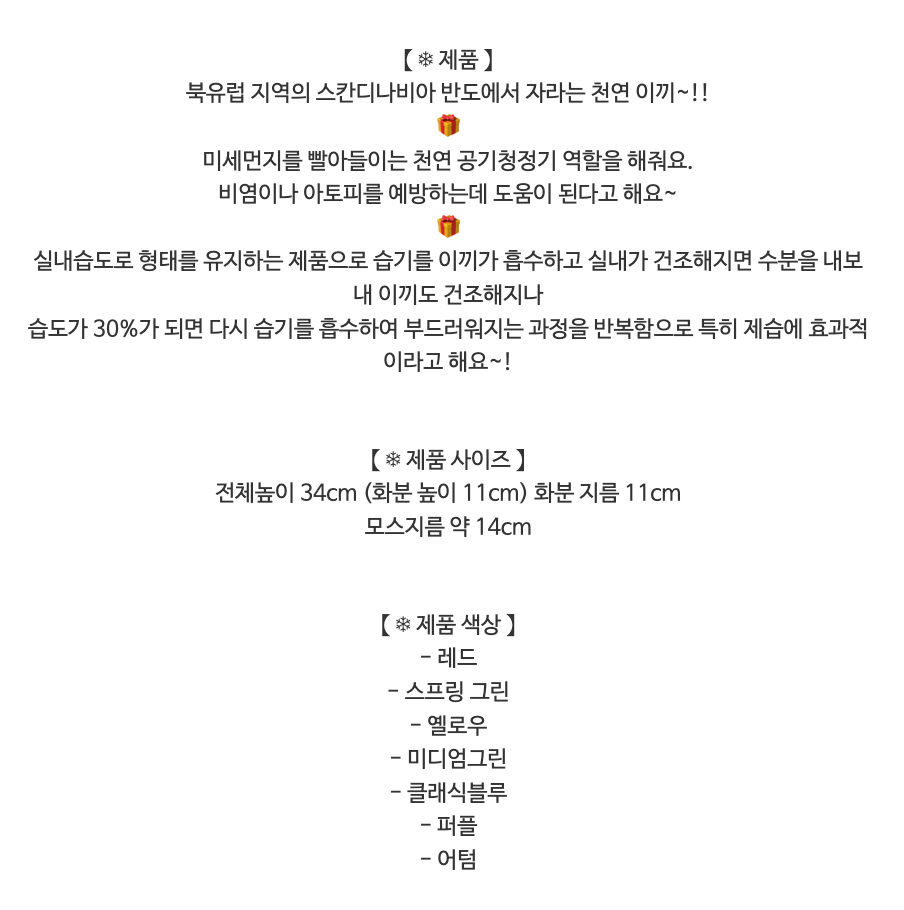 【 ❄ 제품 】
북유럽 지역의 스칸디나비아 반도에서 자라는 천연 이끼~!!
🎁
미세먼지를 빨아들이는 천연 공기청정기 역할을 해줘요.
비염이나 아토피를 예방하는데 도움이 된다고 해요~
🎁
실내습도로 형태를 유지하는 제품으로 습기를 이끼가 흡수하고 실내가 건조해지면 수분을 내보
내 이끼도 건조해지나
습도가 30%가 되면 다시 습기를 흡수하여 부드러워지는 과정을 반복함으로 특히 제습에 효과적
이라고 해요~!
【 ❄ 제품 사이즈 】
전체높이 34cm (화분 높이 11cm) 화분 지름 11cm
모스지름 약 14cm
【 ❄ 제품 색상 】
- 레드
- 스프링 그린
- 옐로우
- 미디엄그린
- 클래식블루
- 퍼플
- 어텀